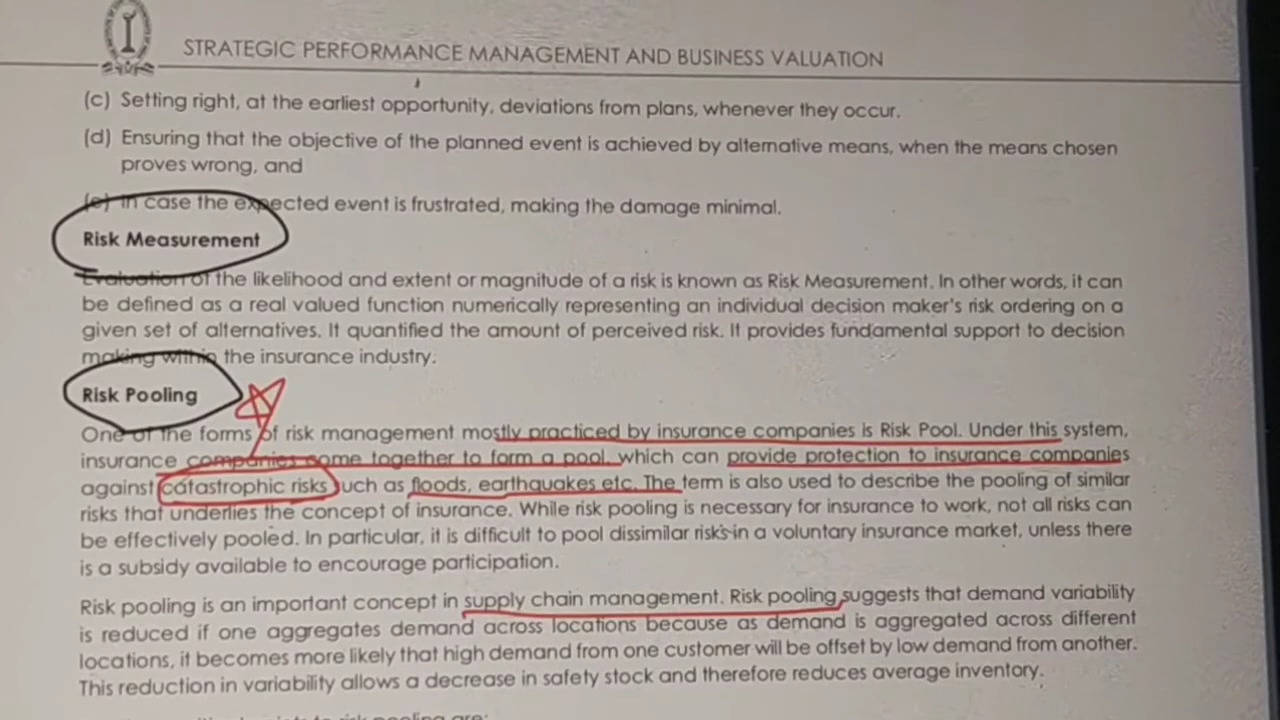 STRATEGIC PERFORMANCE MANAGEMENT AND BUSINESS VALUATION
(c) Setting right, at the earliest opportunity, deviations from plans, whenever they occur.
(d) Ensuring that the objective of the planned event is achieved by alternative means, when the means chosen
proves wrong, and
(e) In case the expected event is frustrated, making the damage minimal.
Risk Measurement
Evaluation of the likelihood and extent or magnitude of a risk is known as Risk Measurement. In other words, it can
be defined as a real valued function numerically representing an individual decision maker's risk ordering on a
given set of alternatives. It quantified the amount of perceived risk. It provides fundamental support to decision
making within the insurance industry.
Risk Pooling
One of the forms of risk management mostly practiced by insurance companies is Risk Pool. Under this system,
insurance companies come together to form a pool, which can provide protection to insurance companies
against catastrophic risks such as floods, earthquakes etc. The term is also used to describe the pooling of similar
risks that underlies the concept of insurance. While risk pooling is necessary for insurance to work, not all risks can
be effectively pooled. In particular, it is difficult to pool dissimilar risks in a voluntary insurance market, unless there
is a subsidy available to encourage participation.
Risk pooling is an important concept in supply chain management. Risk pooling suggests that demand variability
is reduced if one aggregates demand across locations because as demand is aggregated across different
locations, it becomes more likely that high demand from one customer will be offset by low demand from another.
This reduction in variability allows a decrease in safety stock and therefore reduces average inventory.
to risk pooling are: